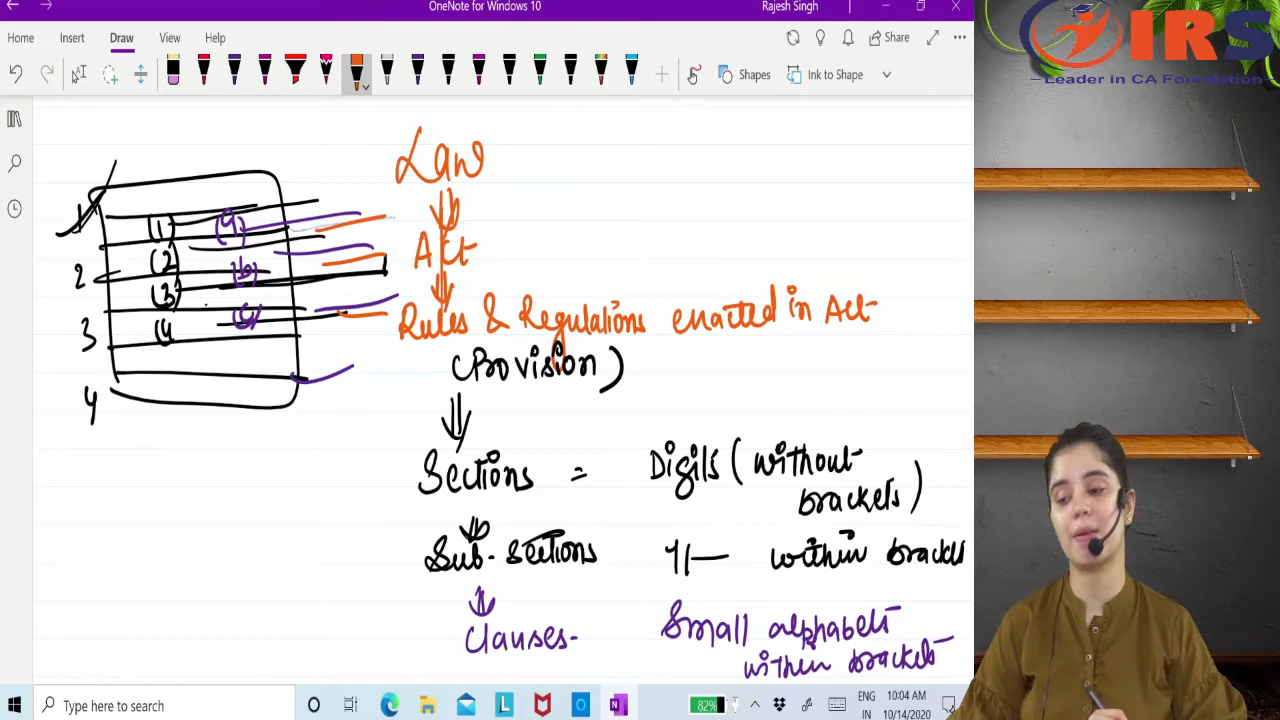 OneNote for Windows 10
Rajesh Singh
Home Insert Draw View Help
Share
Shapes
Ink to Shape
IRS
-Leader in CA Foundation-
Law
Act
Rules & Regulations enacted in Act
(Provision)
Sections = Digits (without
brackets)
Sub-Sections within bracket
Clauses- Small alphabets
within brackets
1 (1) (a)
2 (2) (b)
(3)
3 (4 (c)
4
Type here to search
82%
ENG
IN
10:04 AM
10/14/2020